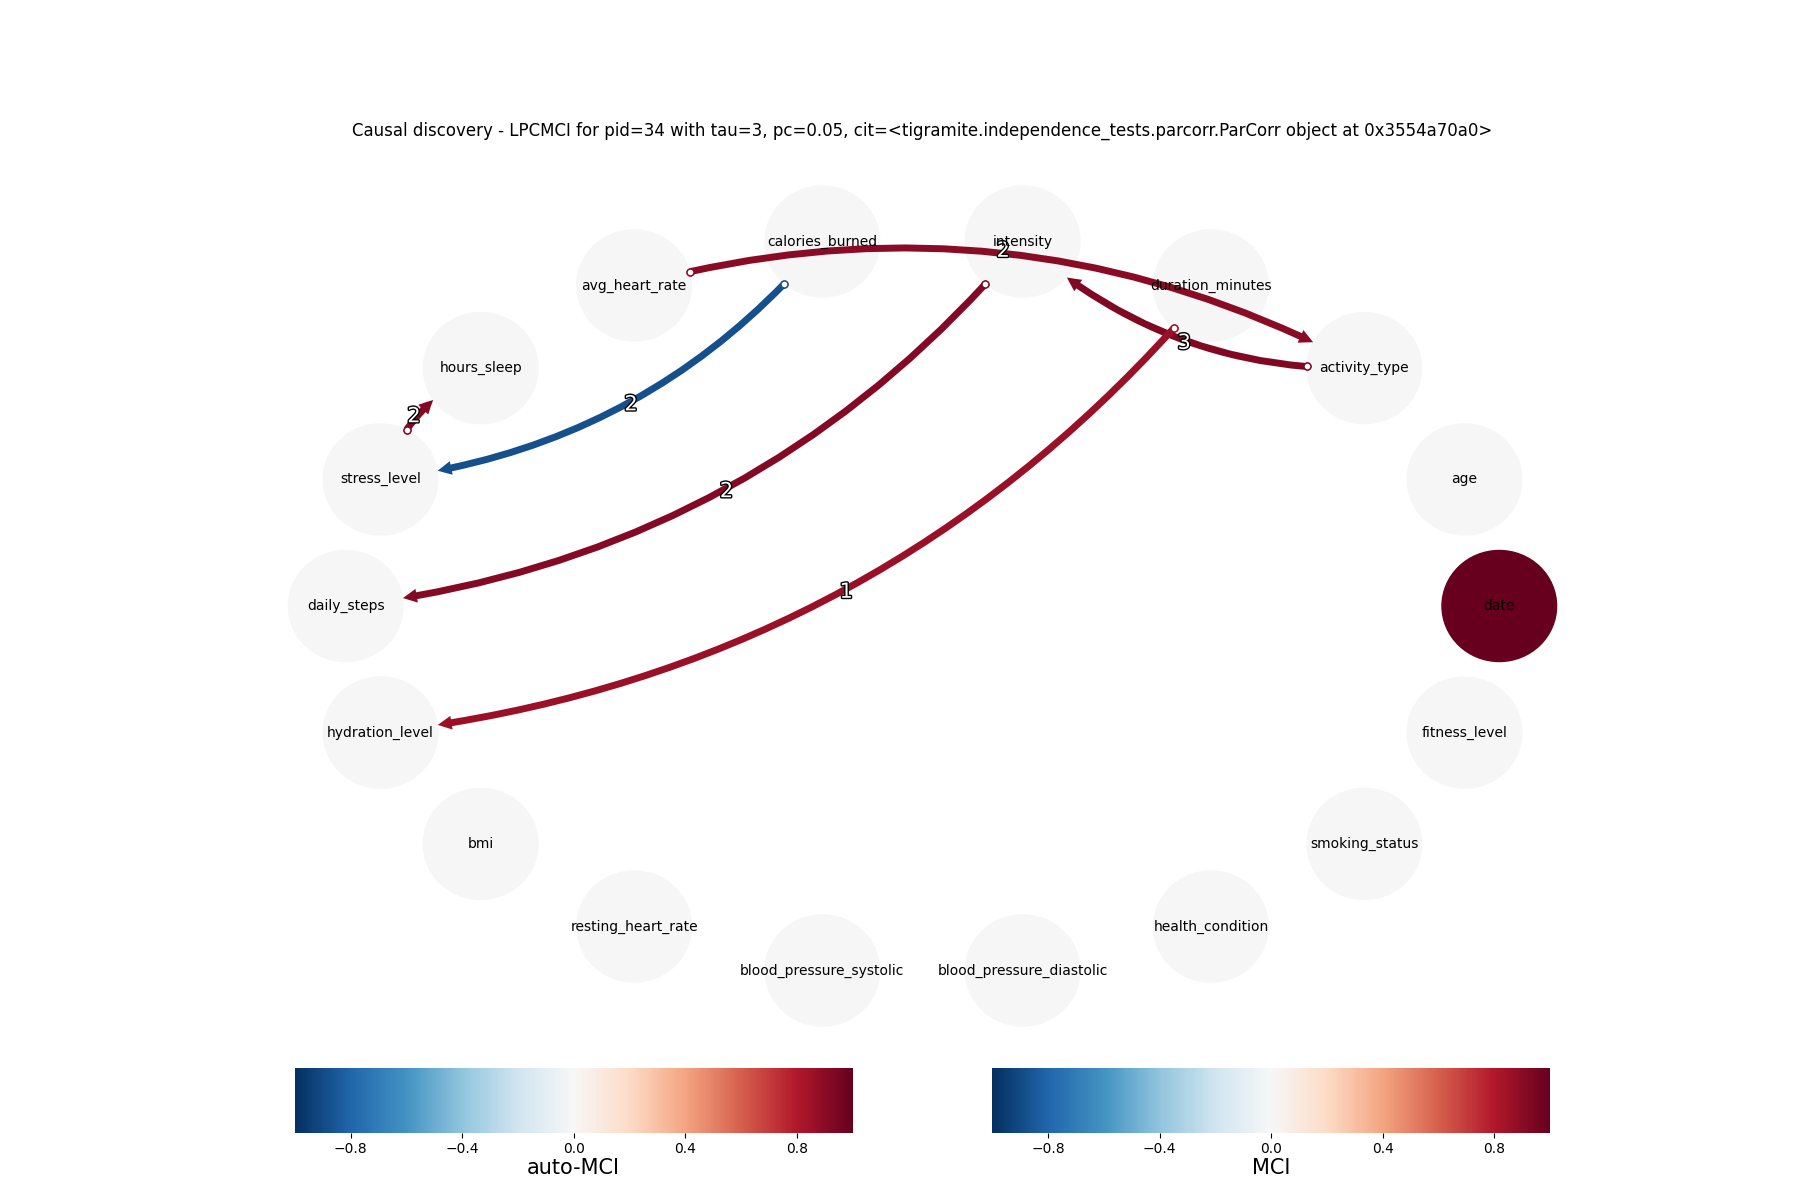 Causal discovery - LPCMCI for pid=34 with tau=3, pc=0.05, cit=<tigramite.independence_tests.parcorr.ParCorr object at 0x3554a70a0>
calories_burned
intensity
2
avg_heart_rate
duration_minutes
3
hours_sleep
activity_type
2
2
stress_level
age
2
1
daily_steps
date
hydration_level
fitness_level
bmi
smoking_status
resting_heart_rate
health_condition
blood_pressure_systolic
blood_pressure_diastolic
−0.8 −0.4 0.0 0.4 0.8
auto-MCI
−0.8 −0.4 0.0 0.4 0.8
MCI